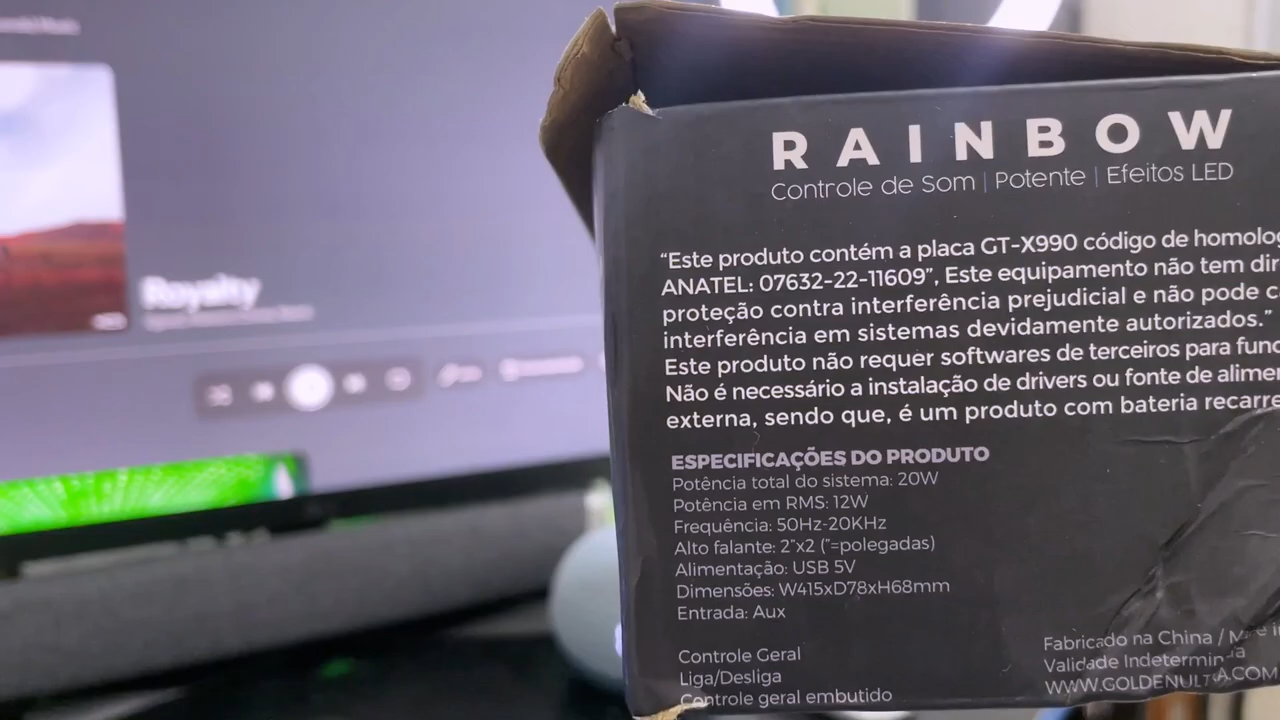 Royalty
RAINBOW
Controle de Som | Potente | Efeitos LED
“Este produto contém a placa GT-X990 código de homolog
ANATEL: 07632-22-11609”, Este equipamento não tem dir
proteção contra interferência prejudicial e não pode c
interferência em sistemas devidamente autorizados.”
Este produto não requer softwares de terceiros para func
Não é necessário a instalação de drivers ou fonte de alimen
externa, sendo que, é um produto com bateria recarre
ESPECIFICAÇÕES DO PRODUTO
Potência total do sistema: 20W
Potência em RMS: 12W
Frequência: 50Hz-20KHz
Alto falante: 2"x2 ("=polegadas)
Alimentação: USB 5V
Dimensões: W415xD78xH68mm
Entrada: Aux
Controle Geral
Liga/Desliga
Controle geral embutido
Fabricado na China /
Validade Indeterminada
WWW.GOLDENULTRA.COM